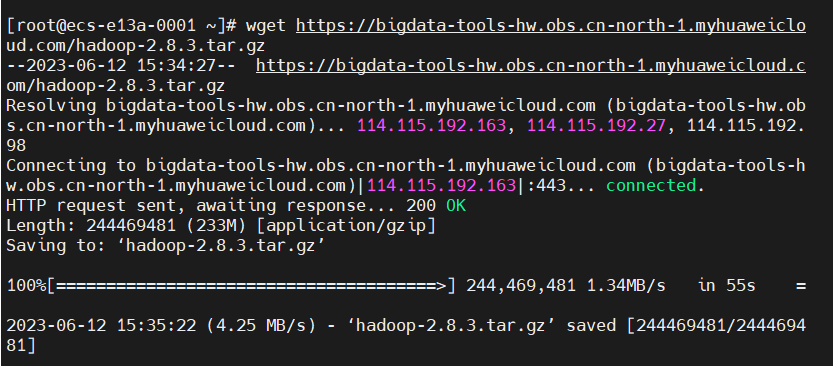 [root@ecs-e13a-0001 ~]# wget https://bigdata-tools-hw.obs.cn-north-1.myhuaweiclo
ud.com/hadoop-2.8.3.tar.gz
--2023-06-12 15:34:27--  https://bigdata-tools-hw.obs.cn-north-1.myhuaweicloud.c
om/hadoop-2.8.3.tar.gz
Resolving bigdata-tools-hw.obs.cn-north-1.myhuaweicloud.com (bigdata-tools-hw.ob
s.cn-north-1.myhuaweicloud.com)... 114.115.192.163, 114.115.192.27, 114.115.192.
98
Connecting to bigdata-tools-hw.obs.cn-north-1.myhuaweicloud.com (bigdata-tools-h
w.obs.cn-north-1.myhuaweicloud.com)|114.115.192.163|:443... connected.
HTTP request sent, awaiting response... 200 OK
Length: 244469481 (233M) [application/gzip]
Saving to: ‘hadoop-2.8.3.tar.gz’
100%[======================================>] 244,469,481 1.34MB/s   in 55s    =
2023-06-12 15:35:22 (4.25 MB/s) - ‘hadoop-2.8.3.tar.gz’ saved [244469481/2444694
81]